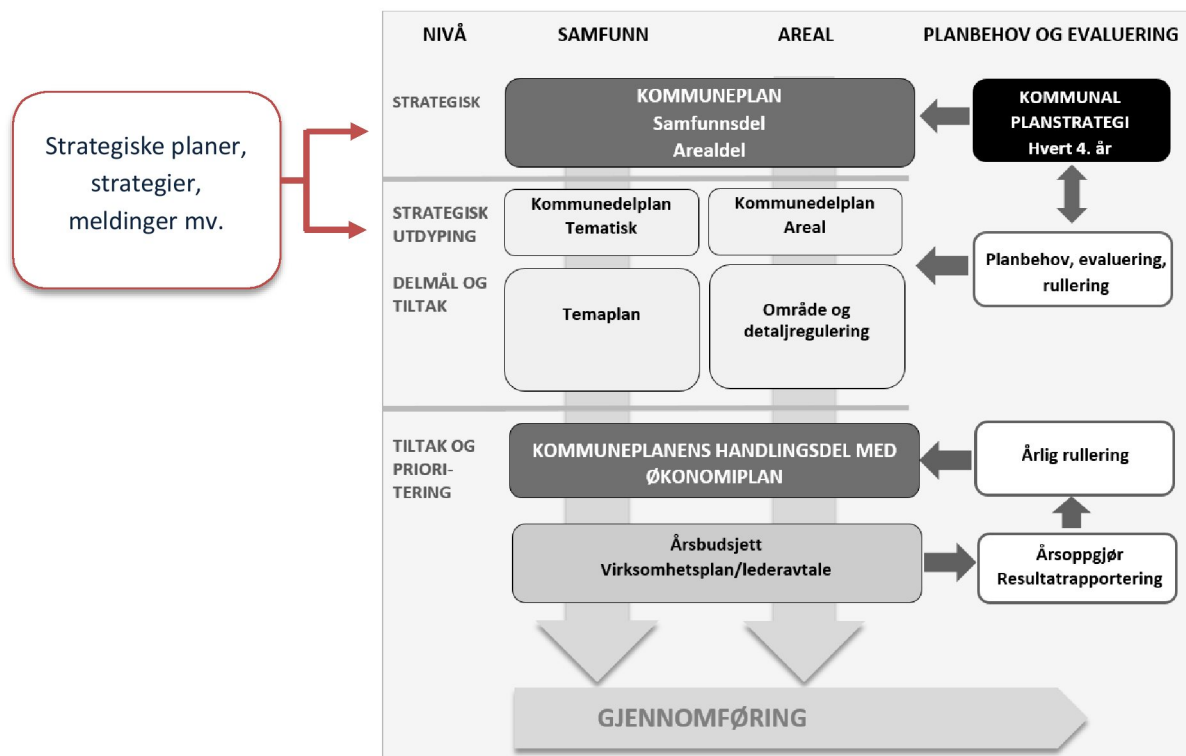 NIVÅ
SAMFUNN
AREAL
PLANBEHOV OG EVALUERING
Strategiske planer,
strategier,
meldinger mv.
STRATEGISK
KOMMUNEPLAN
Samfunnsdel
Arealdel
KOMMUNAL
PLANSTRATEGI
Hvert 4. år
STRATEGISK
UTDYPING
Kommunedelplan
Tematisk
Kommunedelplan
Areal
Planbehov, evaluering,
rullering
DELMÅL OG
TILTAK
Temaplan
Område og
detaljregulering
TILTAK OG
PRIORI-
TERING
KOMMUNEPLANENS HANDLINGSDEL MED
ØKONOMIPLAN
Årlig rullering
Årsbudsjett
Virksomhetsplan/lederavtale
Årsoppgjør
Resultatrapportering
GJENNOMFØRING